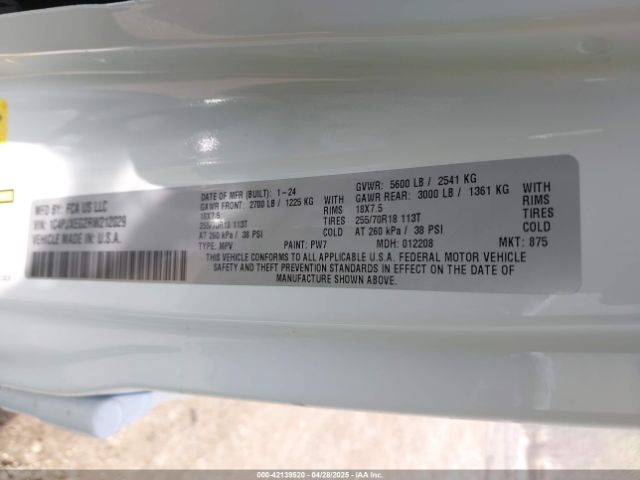 MFD BY: FCA US LLC
VIN: 1C4PJXEG2RW212029
VEHICLE MADE IN U.S.A.
DATE OF MFR (BUILT): 1-24
GAWR FRONT: 2700 LB / 1225 KG WITH
18X7.5 RIMS
255/70R18 113T TIRES
AT 260 kPa / 38 PSI COLD
GVWR: 5600 LB / 2541 KG
GAWR REAR: 3000 LB / 1361 KG WITH
18X7.5 RIMS
255/70R18 113T TIRES
AT 260 kPa / 38 PSI COLD
TYPE: MPV PAINT: PW7 MDH: 012208 MKT: 875
THIS VEHICLE CONFORMS TO ALL APPLICABLE U.S.A. FEDERAL MOTOR VEHICLE
SAFETY AND THEFT PREVENTION STANDARDS IN EFFECT ON THE DATE OF
MANUFACTURE SHOWN ABOVE.
000-42139520 04/28/2025 IAAI.COM